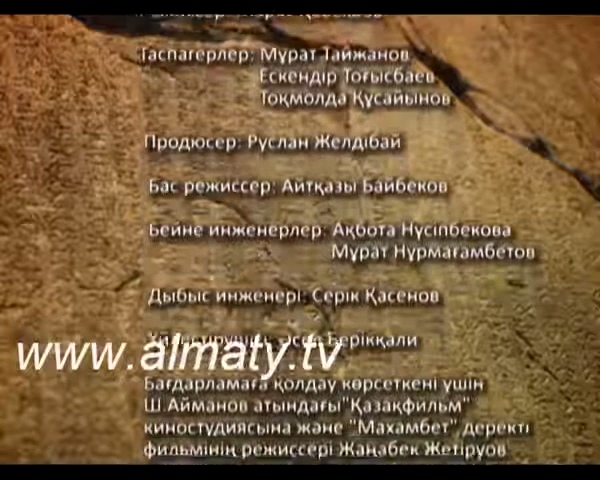 Таспагерлер: Мұрат Тайжанов
Ескендір Тоғысбаев
Тоқмолда Құсайынов
Продюсер: Руслан Желдібай
Бас режиссер: Айтқазы Байбеков
Бейне инженерлер: Ақбота Нүсіпбекова
Мұрат Нұрмағамбетов
Дыбыс инженері: Серік Қасенов
Берікқали
www.almaty.tv
Бағдарламаға қолдау көрсеткені үшін
Ш.Айманов атындағы"Қазақфильм"
киностудиясына және "Махамбет" деректі
фильмінің режиссері Жаңабек Жетіруов